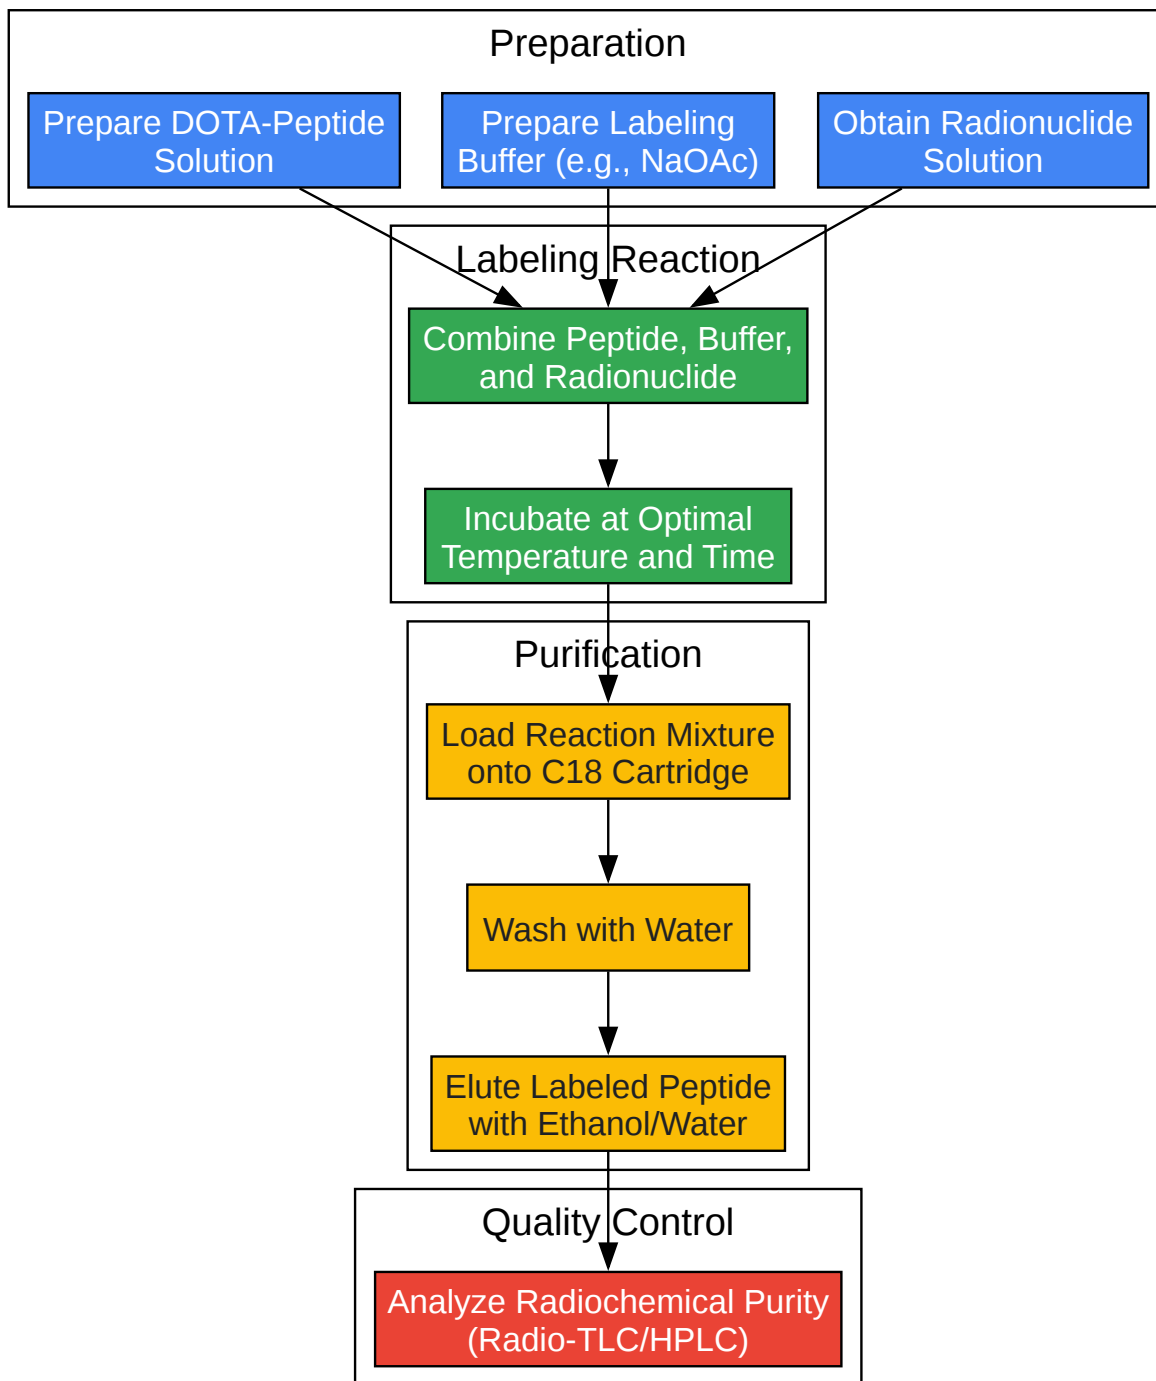 Preparation
Prepare DOTA-Peptide
Solution
Prepare Labeling
Buffer (e.g., NaOAc)
Obtain Radionuclide
Solution
Labeling Reaction
Combine Peptide, Buffer,
and Radionuclide
Incubate at Optimal
Temperature and Time
Purification
Load Reaction Mixture
onto C18 Cartridge
Wash with Water
Elute Labeled Peptide
with Ethanol/Water
Quality Control
Analyze Radiochemical Purity
(Radio-TLC/HPLC)